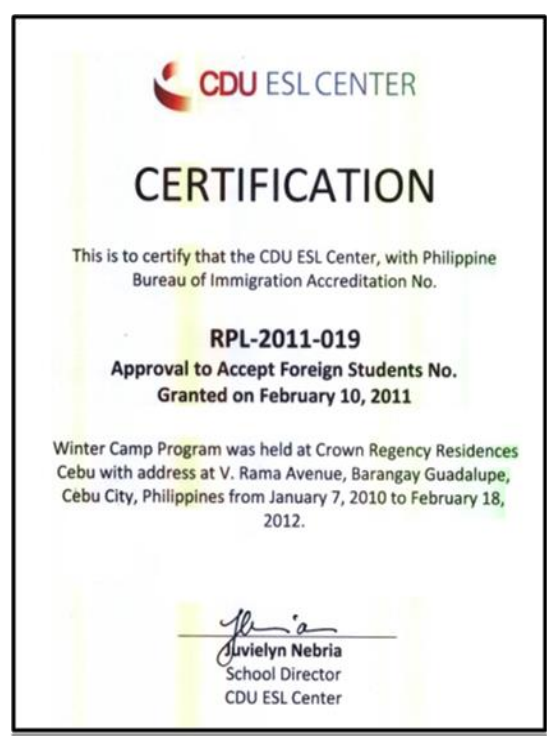 CDU ESL CENTER
CERTIFICATION
This is to certify that the CDU ESL Center, with Philippine
Bureau of Immigration Accreditation No.
RPL-2011-019
Approval to Accept Foreign Students No.
Granted on February 10, 2011
Winter Camp Program was held at Crown Regency Residences
Cebu with address at V. Rama Avenue, Barangay Guadalupe,
Cebu City, Philippines from January 7, 2010 to February 18,
2012.
Juvielyn Nebria
School Director
CDU ESL Center